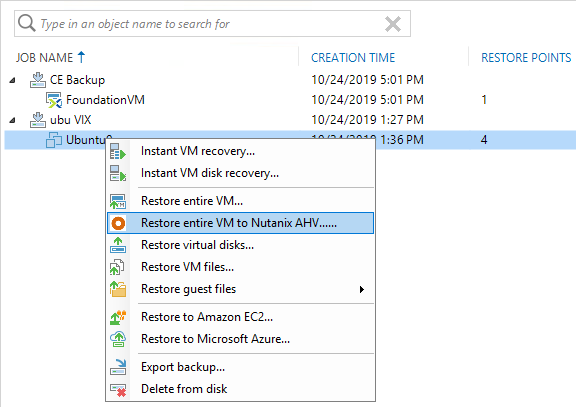 Type in an object name to search for
JOB NAME CREATION TIME RESTORE POINTS
CE Backup 10/24/2019 5:01 PM
FoundationVM 10/24/2019 5:01 PM 1
ubu VIX 10/24/2019 1:27 PM
10/24/2019 1:36 PM 4
Instant VM recovery...
Instant VM disk recovery...
Restore entire VM...
Restore entire VM to Nutanix AHV......
Restore virtual disks...
Restore VM files...
Restore guest files
Restore to Amazon EC2...
Restore to Microsoft Azure...
Export backup...
Delete from disk